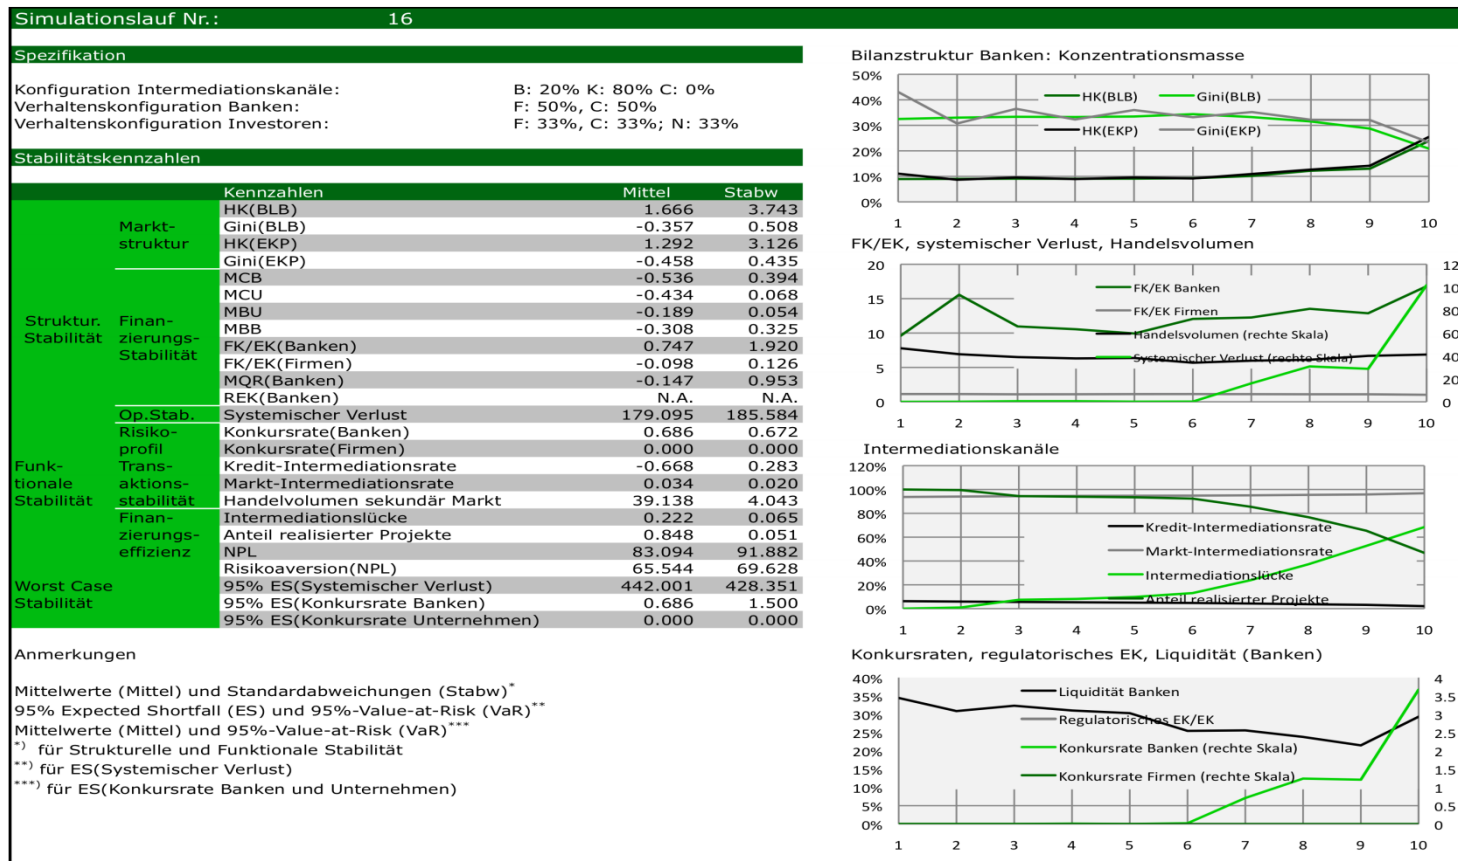 Simulationslauf Nr.: 16
Spezifikation
Konfiguration Intermediationskanäle: B: 20% K: 80% C: 0%
Verhaltenskonfiguration Banken: F: 50%, C: 50%
Verhaltenskonfiguration Investoren: F: 33%, C: 33%; N: 33%
Stabilitätskennzahlen
Kennzahlen Mittel Stabw
HK(BLB) 1.666 3.743
Markt- Gini(BLB) -0.357 0.508
struktur HK(EKP) 1.292 3.126
Gini(EKP) -0.458 0.435
MCB -0.536 0.394
MCU -0.434 0.068
Struktur. Finan- MBU -0.189 0.054
Stabilität zierungs- MBB -0.308 0.325
Stabilität FK/EK(Banken) 0.747 1.920
FK/EK(Firmen) -0.098 0.126
MQR(Banken) -0.147 0.953
REK(Banken) N.A. N.A.
Op.Stab. Systemischer Verlust 179.095 185.584
Risiko- Konkursrate(Banken) 0.686 0.672
profil Konkursrate(Firmen) 0.000 0.000
Funk- Trans- Kredit-Intermediationsrate -0.668 0.283
tionale aktions- Markt-Intermediationsrate 0.034 0.020
Stabilität stabilität Handelvolumen sekundär Markt 39.138 4.043
Finan- Intermediationslücke 0.222 0.065
zierungs- Anteil realisierter Projekte 0.848 0.051
effizienz NPL 83.094 91.882
Risikoaversion(NPL) 65.544 69.628
Worst Case 95% ES(Systemischer Verlust) 442.001 428.351
Stabilität 95% ES(Konkursrate Banken) 0.686 1.500
95% ES(Konkursrate Unternehmen) 0.000 0.000
Anmerkungen
Mittelwerte (Mittel) und Standardabweichungen (Stabw)*
95% Expected Shortfall (ES) und 95%-Value-at-Risk (VaR)**
Mittelwerte (Mittel) und 95%-Value-at-Risk (VaR)***
*) für Strukturelle und Funktionale Stabilität
**) für ES(Systemischer Verlust)
***) für ES(Konkursrate Banken und Unternehmen)
Bilanzstruktur Banken: Konzentrationsmasse
50%
40%
30%
20%
10%
0%
HK(BLB) Gini(BLB)
HK(EKP) Gini(EKP)
1 2 3 4 5 6 7 8 9 10
FK/EK, systemischer Verlust, Handelsvolumen
20
15
10
5
0
FK/EK Banken
FK/EK Firmen
Handelsvolumen (rechte Skala)
Systemischer Verlust (rechte Skala)
12
10
80
60
40
20
0
1 2 3 4 5 6 7 8 9 10
Intermediationskanäle
120%
100%
80%
60%
40%
20%
0%
Kredit-Intermediationsrate
Markt-Intermediationsrate
Intermediationslücke
Anteil realisierter Projekte
1 2 3 4 5 6 7 8 9 10
Konkursraten, regulatorisches EK, Liquidität (Banken)
40%
35%
30%
25%
20%
15%
10%
5%
0%
Liquidität Banken
Regulatorisches EK/EK
Konkursrate Banken (rechte Skala)
Konkursrate Firmen (rechte Skala)
4
3.5
3
2.5
2
1.5
1
0.5
0
1 2 3 4 5 6 7 8 9 10